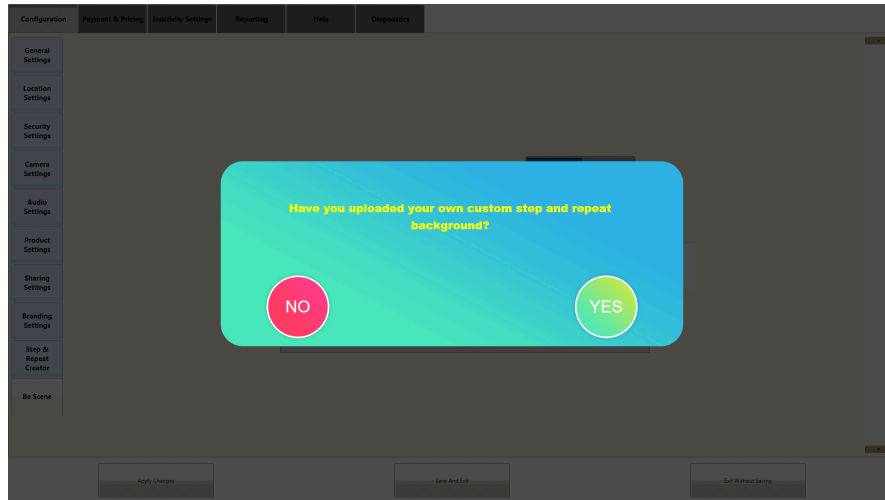 Configuration
Payment & Pricing
Inactivity Settings
Reporting
Help
Diagnostics
General
Settings
Location
Settings
Security
Settings
Camera
Settings
Audio
Settings
Product
Settings
Sharing
Settings
Branding
Settings
Step &
Repeat
Creator
Be Scene
Have you uploaded your own custom step and repeat
background?
NO
YES
Apply Changes
Save And Exit
Exit Without Saving